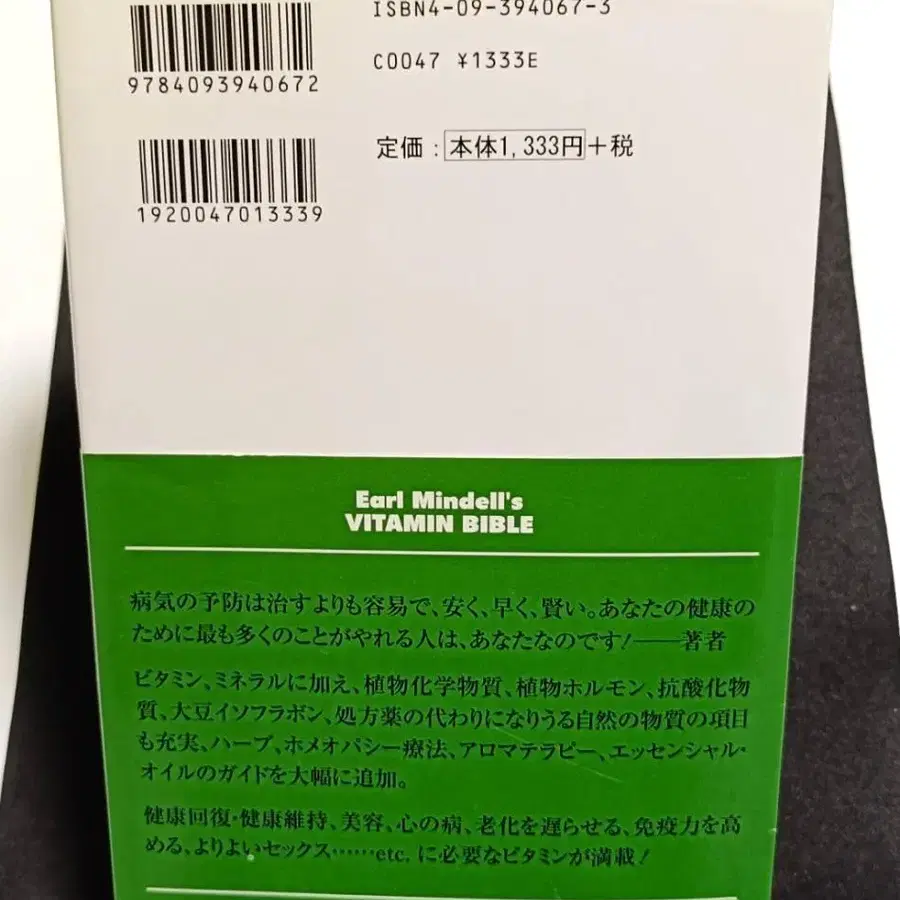 ISBN4-09-394067-3
9784093940672
C0047 ¥1333E
定価：本体1,333円＋税
1920047013339
Earl Mindell's
VITAMIN BIBLE
病気の予防は治すよりも容易で、安く、早く、賢い。あなたの健康の
ために最も多くのことがやれる人は、あなたなのです！――著者
ビタミン、ミネラルに加え、植物化学物質、植物ホルモン、抗酸化物
質、大豆イソフラボン、処方薬の代わりになりうる自然の物質の項目
も充実、ハーブ、ホメオパシー療法、アロマテラピー、エッセンシャル・
オイルのガイドを大幅に追加。
健康回復・健康維持、美容、心の病、老化を遅らせる、免疫力を高
める、よりよいセックス……etc. に必要なビタミンが満載！